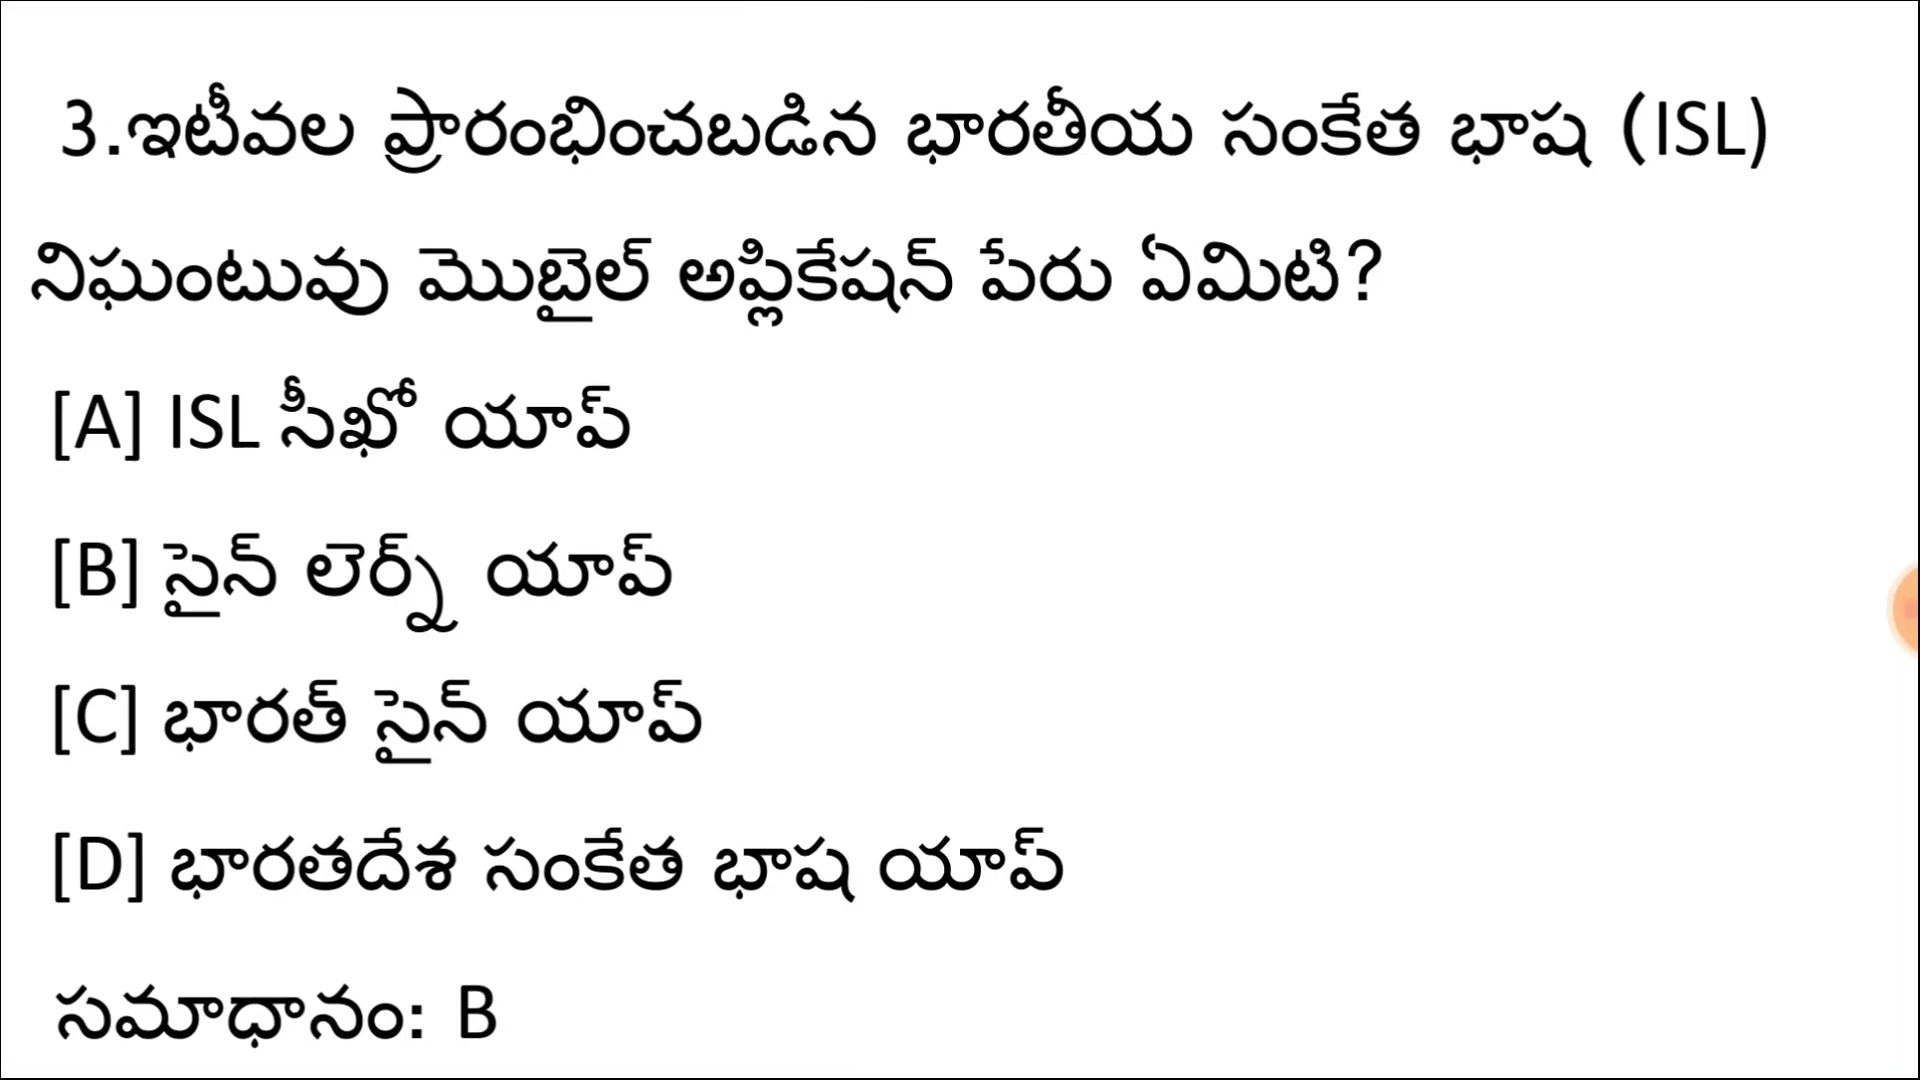 3.ఇటీవల ప్రారంభించబడిన భారతీయ సంకేత భాష (ISL)
నిఘంటువు మొబైల్ అప్లికేషన్ పేరు ఏమిటి?
[A] ISL సీఖో యాప్
[B] సైన్ లెర్న్ యాప్
[C] భారత్ సైన్ యాప్
[D] భారతదేశ సంకేత భాష యాప్
సమాధానం: B